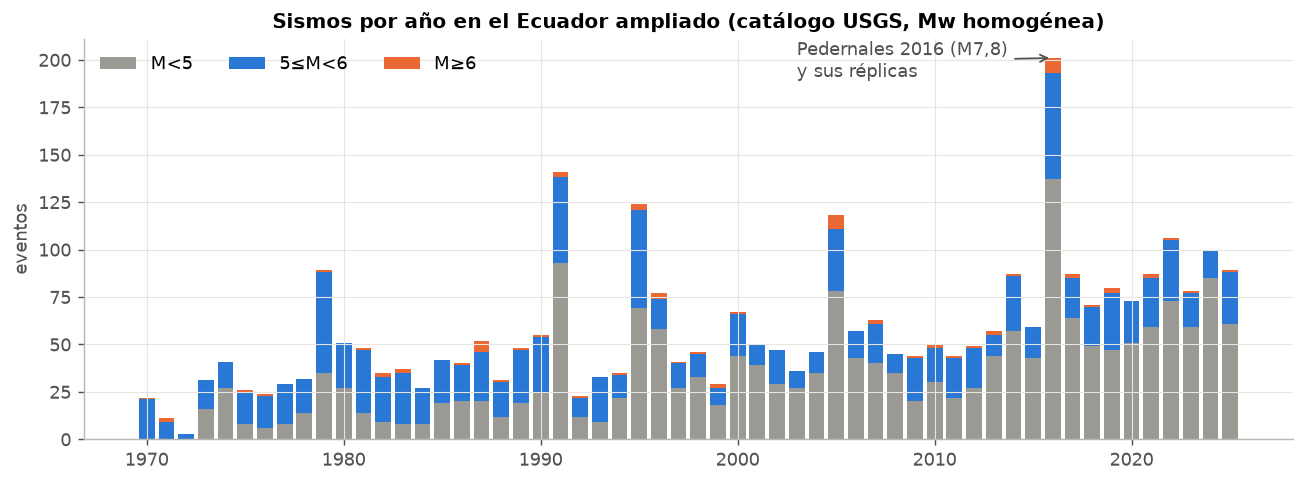 Sismos por año en el Ecuador ampliado (catálogo USGS, Mw homogénea)
M<5
5≤M<6
M≥6
Pedernales 2016 (M7,8)
y sus réplicas
eventos
200
175
150
125
100
75
50
25
0
1970
1980
1990
2000
2010
2020